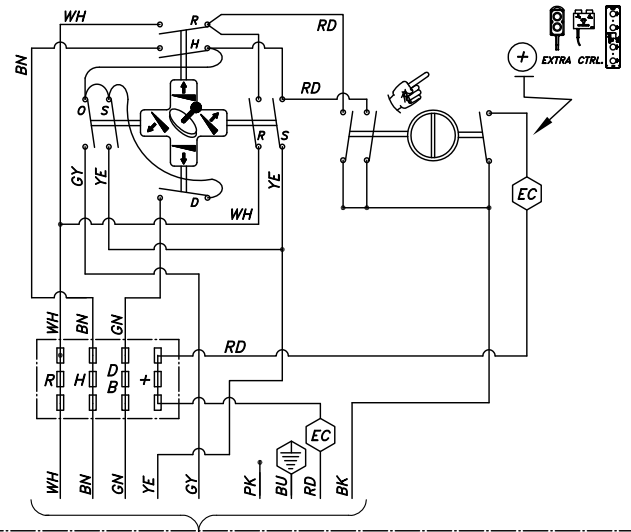 WH
R
RD
H
BN
+
EXTRA CTRL.
RD
O
S
R
S
GY
YE
YE
D
WH
EC
WH
BN
GN
RD
R
H
D
B
+
EC
WH
BN
GN
YE
GY
PK
BU
RD
BK